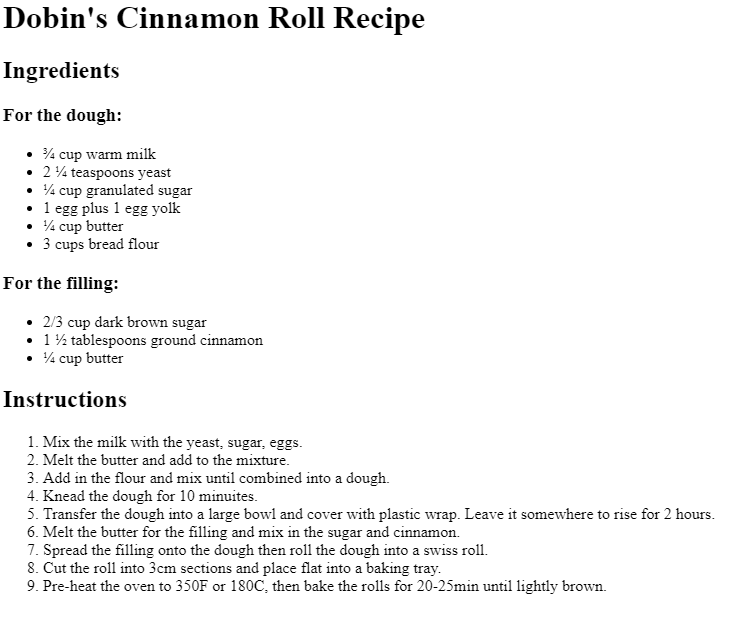 Dobin's Cinnamon Roll Recipe
Ingredients
For the dough:
• ¾ cup warm milk
• 2 ¼ teaspoons yeast
• ¼ cup granulated sugar
• 1 egg plus 1 egg yolk
• ¼ cup butter
• 3 cups bread flour
For the filling:
• 2/3 cup dark brown sugar
• 1 ½ tablespoons ground cinnamon
• ¼ cup butter
Instructions
1. Mix the milk with the yeast, sugar, eggs.
2. Melt the butter and add to the mixture.
3. Add in the flour and mix until combined into a dough.
4. Knead the dough for 10 minuites.
5. Transfer the dough into a large bowl and cover with plastic wrap. Leave it somewhere to rise for 2 hours.
6. Melt the butter for the filling and mix in the sugar and cinnamon.
7. Spread the filling onto the dough then roll the dough into a swiss roll.
8. Cut the roll into 3cm sections and place flat into a baking tray.
9. Pre-heat the oven to 350F or 180C, then bake the rolls for 20-25min until lightly brown.